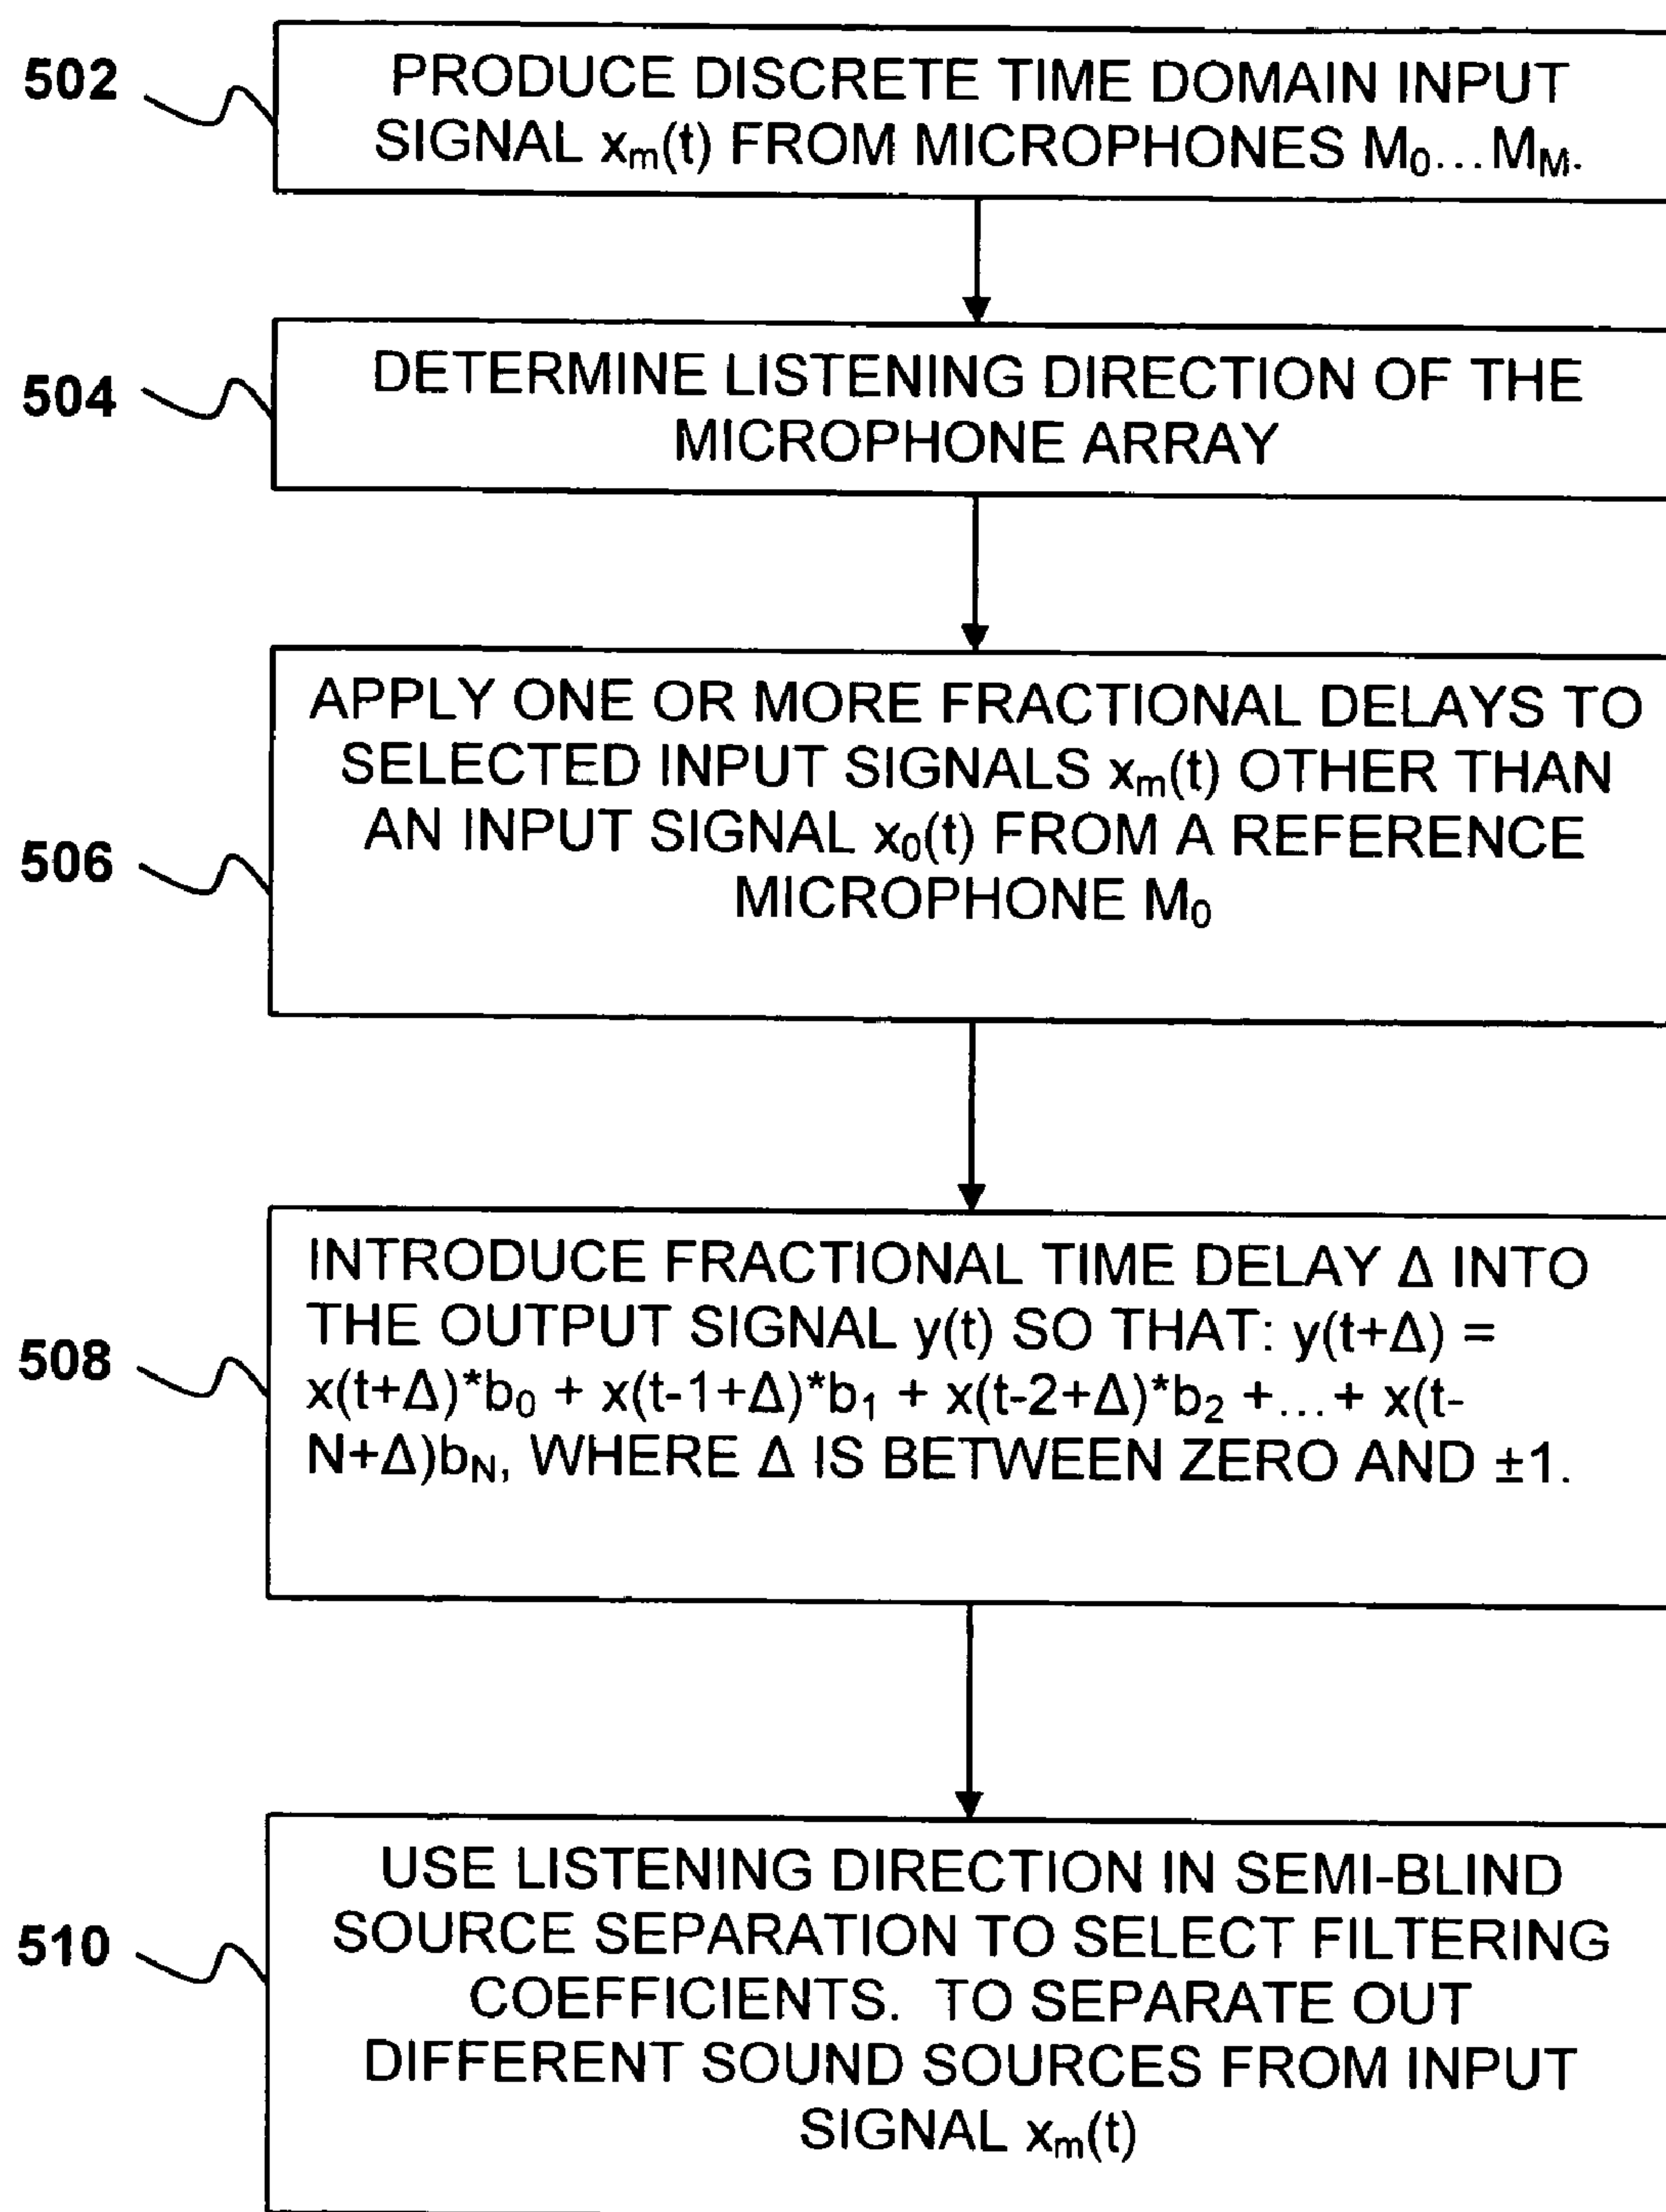 502
PRODUCE DISCRETE TIME DOMAIN INPUT
SIGNAL xₘ(t) FROM MICROPHONES M₀...M_M.
504
DETERMINE LISTENING DIRECTION OF THE
MICROPHONE ARRAY
506
APPLY ONE OR MORE FRACTIONAL DELAYS TO
SELECTED INPUT SIGNALS xₘ(t) OTHER THAN
AN INPUT SIGNAL x₀(t) FROM A REFERENCE
MICROPHONE M₀
508
INTRODUCE FRACTIONAL TIME DELAY Δ INTO
THE OUTPUT SIGNAL y(t) SO THAT: y(t+Δ) =
x(t+Δ)*b₀ + x(t-1+Δ)*b₁ + x(t-2+Δ)*b₂ +...+ x(t-
N+Δ)b_N, WHERE Δ IS BETWEEN ZERO AND ±1.
510
USE LISTENING DIRECTION IN SEMI-BLIND
SOURCE SEPARATION TO SELECT FILTERING
COEFFICIENTS.  TO SEPARATE OUT
DIFFERENT SOUND SOURCES FROM INPUT
SIGNAL xₘ(t)